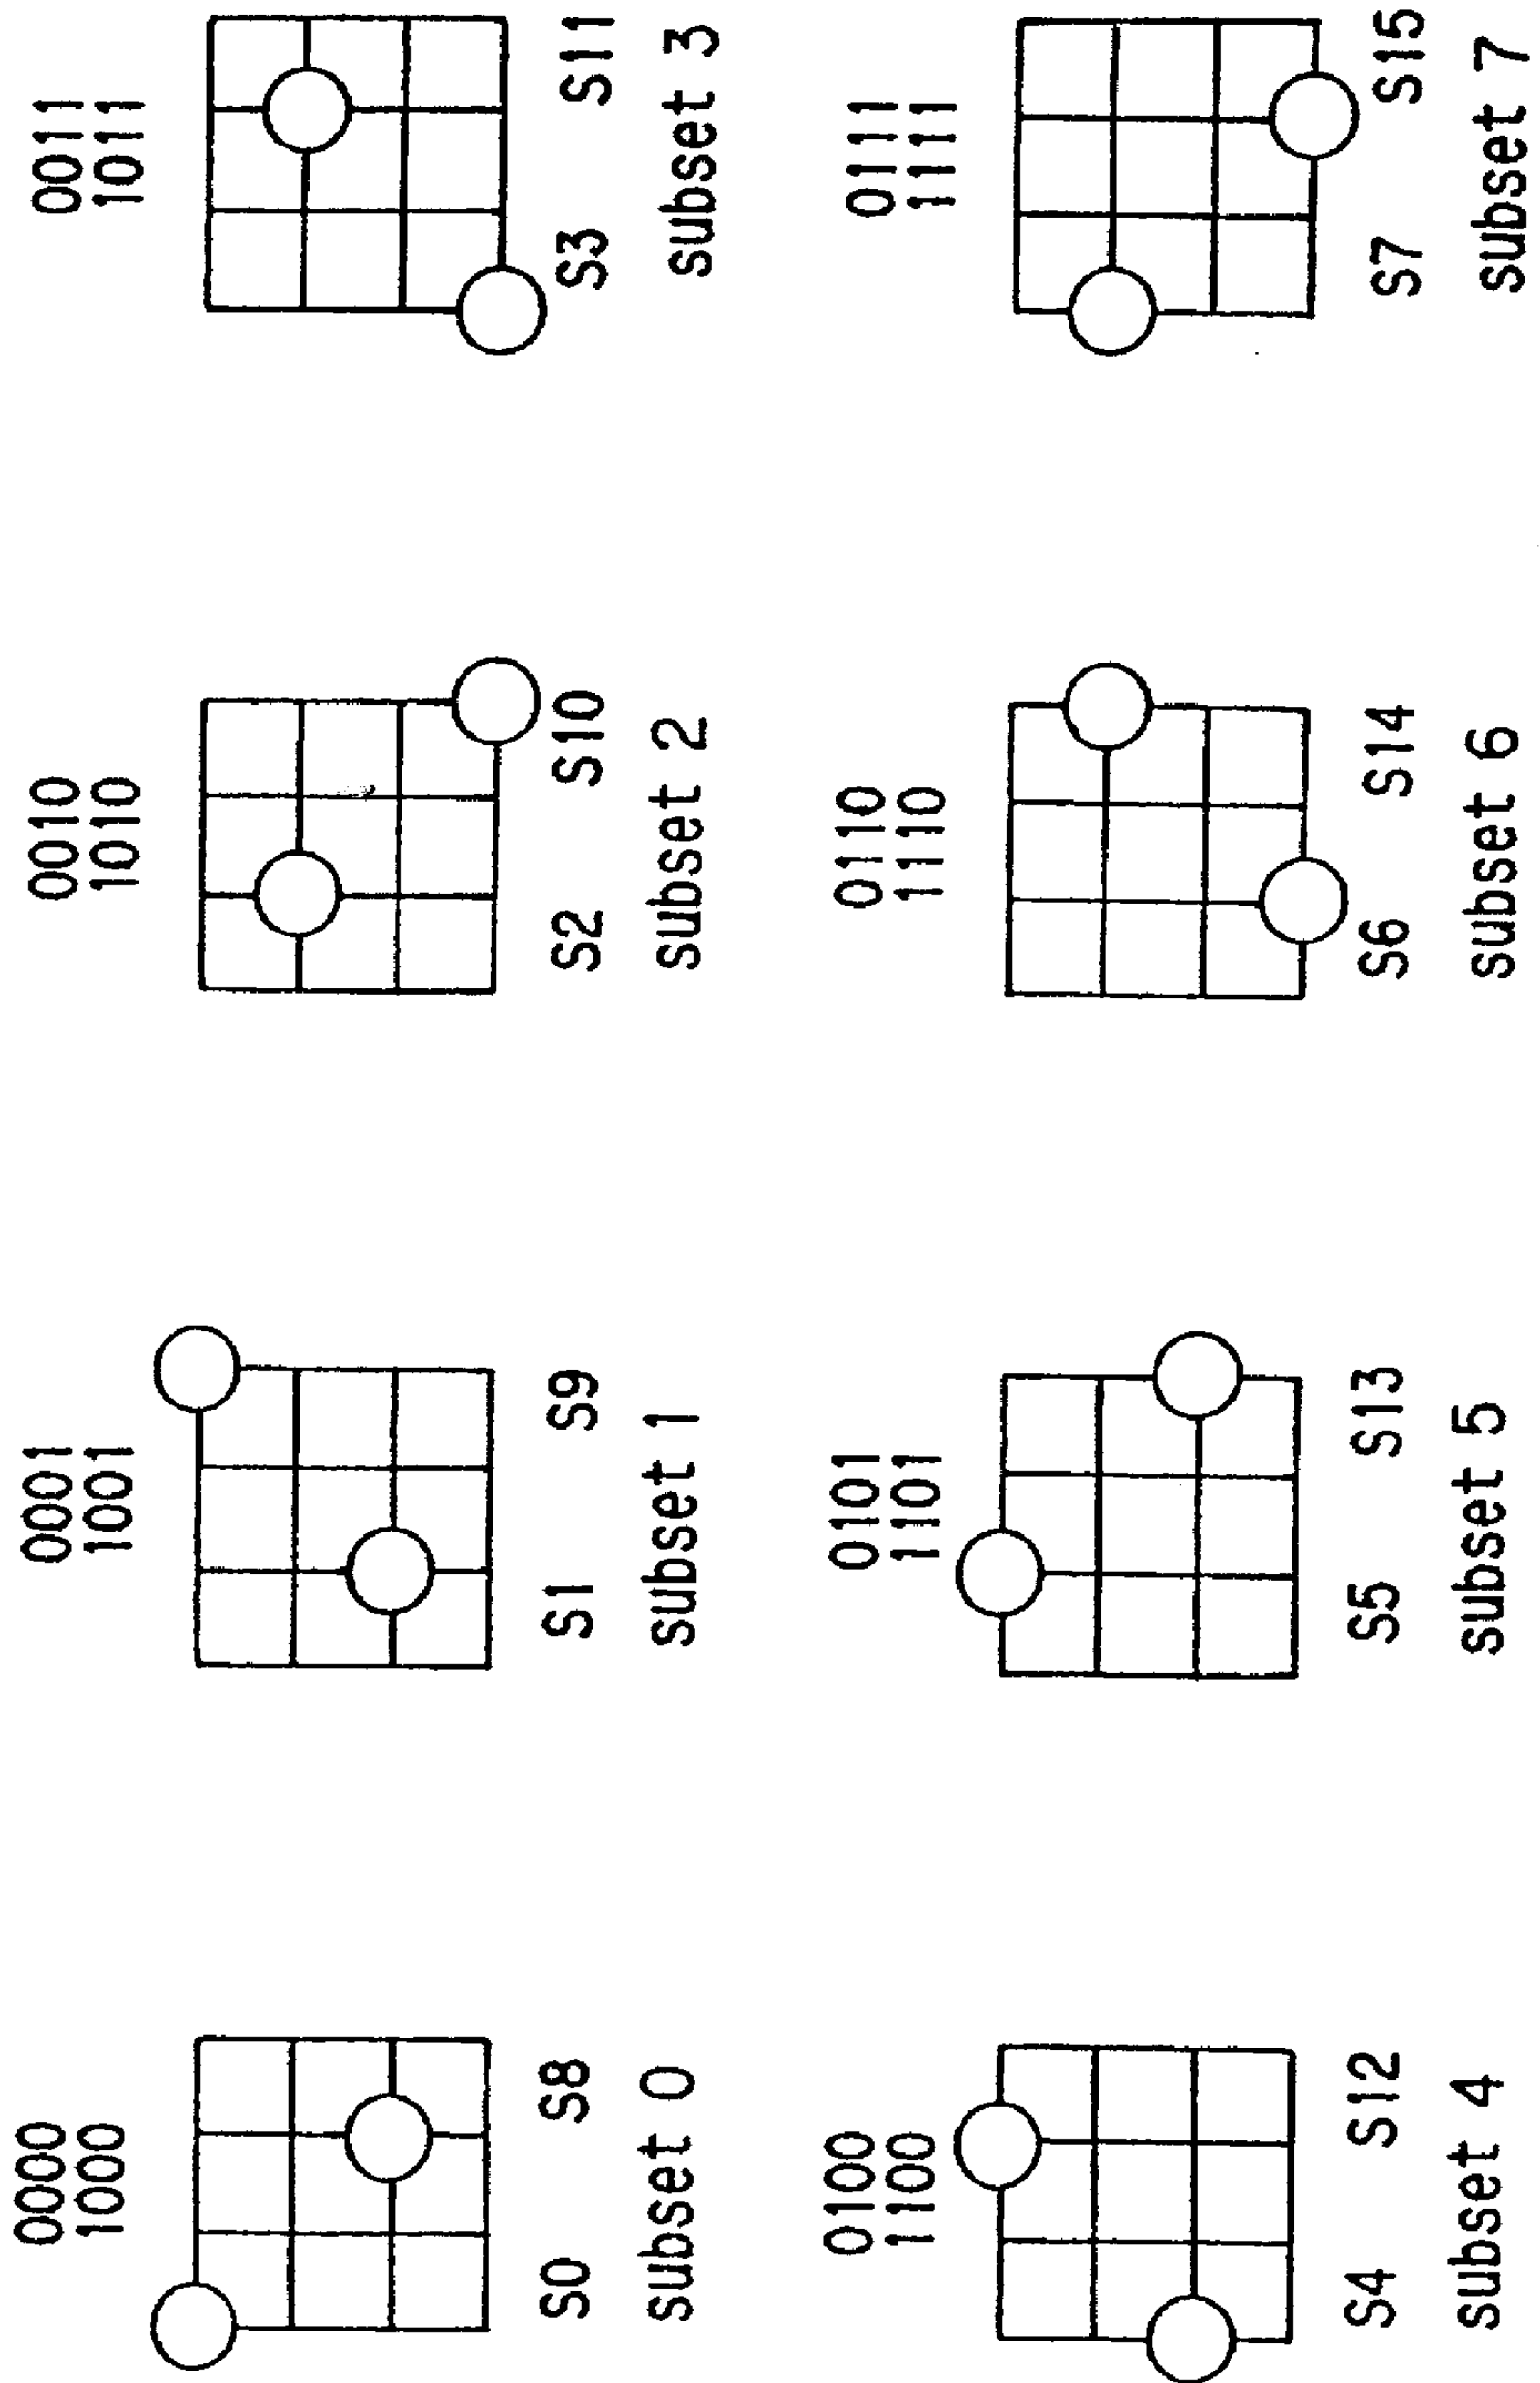 0000
1000
S0 S8
subset 0
0001
1001
S1 S9
subset 1
0010
1010
S2 S10
subset 2
0011
1011
S3 S11
subset 3
0100
1100
S4 S12
subset 4
0101
1101
S5 S13
subset 5
0110
1110
S6 S14
subset 6
0111
1111
S7 S15
subset 7